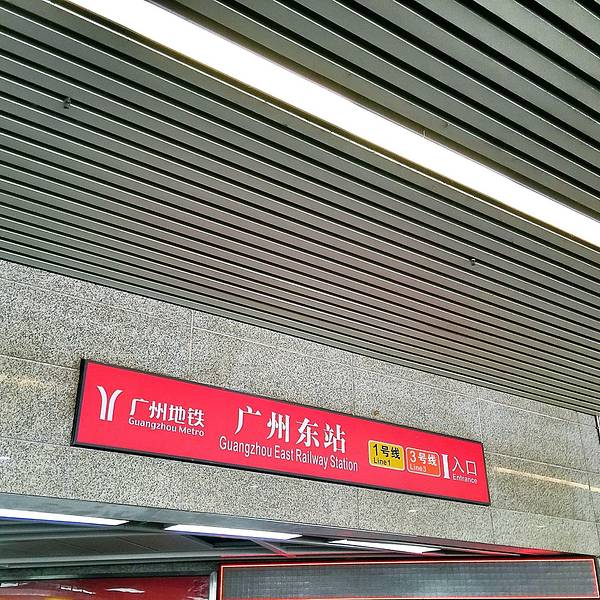 广州地铁
Guangzhou Metro
广州东站
Guangzhou East Railway Station
1号线
Line1
3号线
Line3
I 入口
Entrance